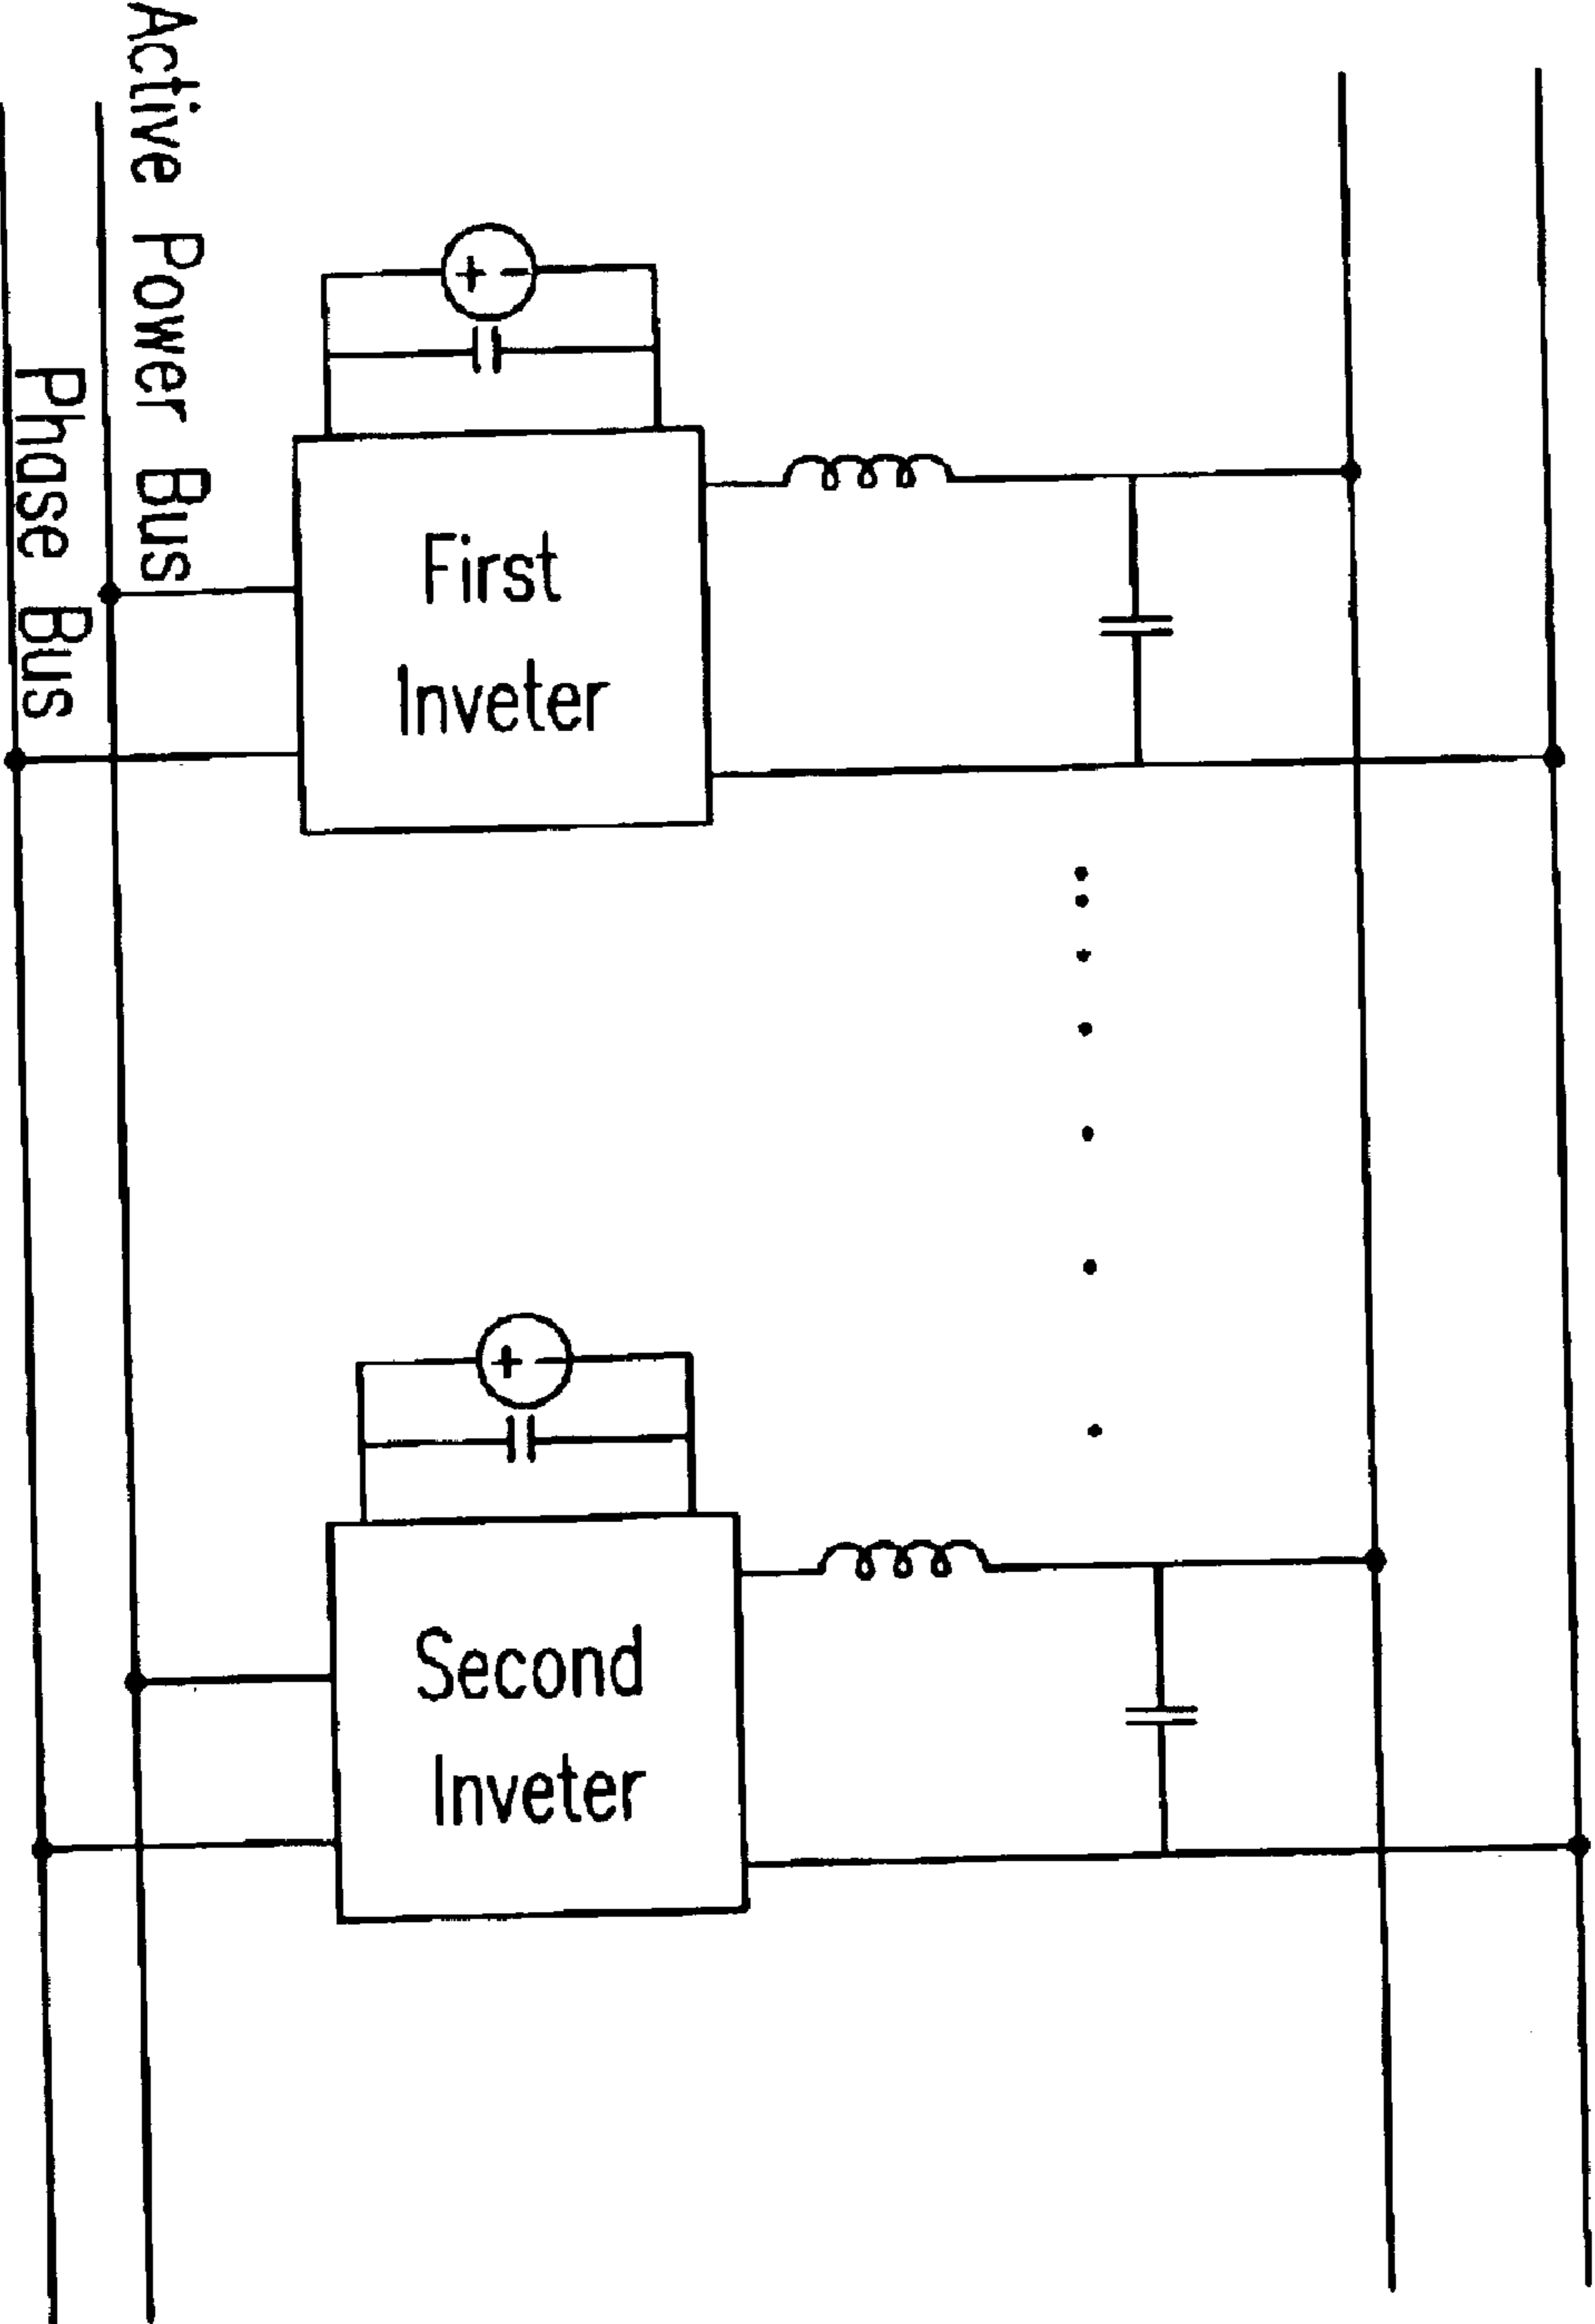 Active Power Bus
Phase Bus
First
Inveter
Second
Inveter